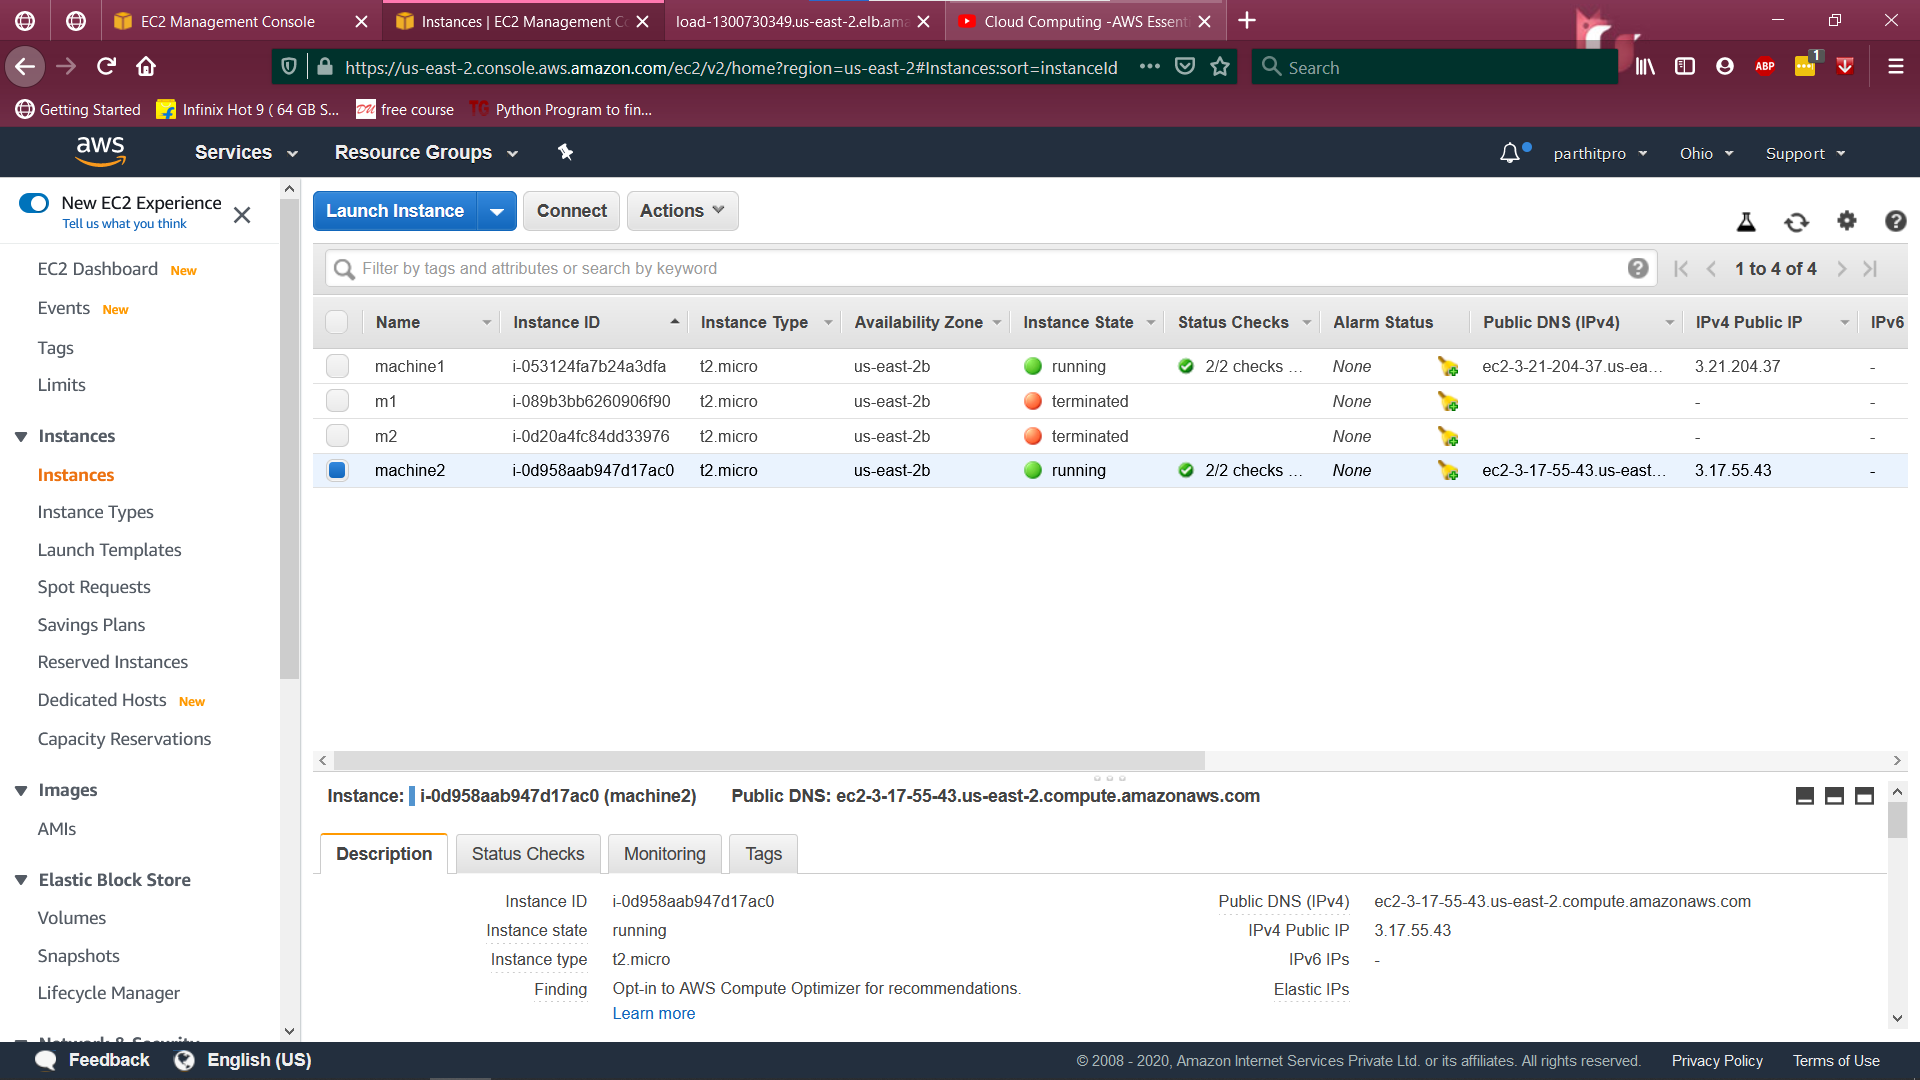 EC2 Management Console
Instances | EC2 Management Co
load-1300730349.us-east-2.elb.ama
Cloud Computing -AWS Essent
https://us-east-2.console.aws.amazon.com/ec2/v2/home?region=us-east-2#Instances:sort=instanceId
Search
ABP
1
Getting Started
Infinix Hot 9 ( 64 GB S...
DU free course
TG Python Program to fin...
aws
Services
Resource Groups
parthitpro
Ohio
Support
New EC2 Experience
Tell us what you think
EC2 Dashboard New
Events New
Tags
Limits
Instances
Instances
Instance Types
Launch Templates
Spot Requests
Savings Plans
Reserved Instances
Dedicated Hosts New
Capacity Reservations
Images
AMIs
Elastic Block Store
Volumes
Snapshots
Lifecycle Manager
Network & Security
Launch Instance
Connect
Actions
Filter by tags and attributes or search by keyword
1 to 4 of 4
Name Instance ID Instance Type Availability Zone Instance State Status Checks Alarm Status Public DNS (IPv4) IPv4 Public IP IPv6
machine1 i-053124fa7b24a3dfa t2.micro us-east-2b running 2/2 checks ... None ec2-3-21-204-37.us-ea... 3.21.204.37 -
m1 i-089b3bb6260906f90 t2.micro us-east-2b terminated None - -
m2 i-0d20a4fc84dd33976 t2.micro us-east-2b terminated None - -
machine2 i-0d958aab947d17ac0 t2.micro us-east-2b running 2/2 checks ... None ec2-3-17-55-43.us-east... 3.17.55.43 -
Instance: i-0d958aab947d17ac0 (machine2) Public DNS: ec2-3-17-55-43.us-east-2.compute.amazonaws.com
Description
Status Checks
Monitoring
Tags
Instance ID i-0d958aab947d17ac0
Instance state running
Instance type t2.micro
Finding Opt-in to AWS Compute Optimizer for recommendations.
Learn more
Public DNS (IPv4) ec2-3-17-55-43.us-east-2.compute.amazonaws.com
IPv4 Public IP 3.17.55.43
IPv6 IPs -
Elastic IPs
Feedback
English (US)
© 2008 - 2020, Amazon Internet Services Private Ltd. or its affiliates. All rights reserved.
Privacy Policy
Terms of Use